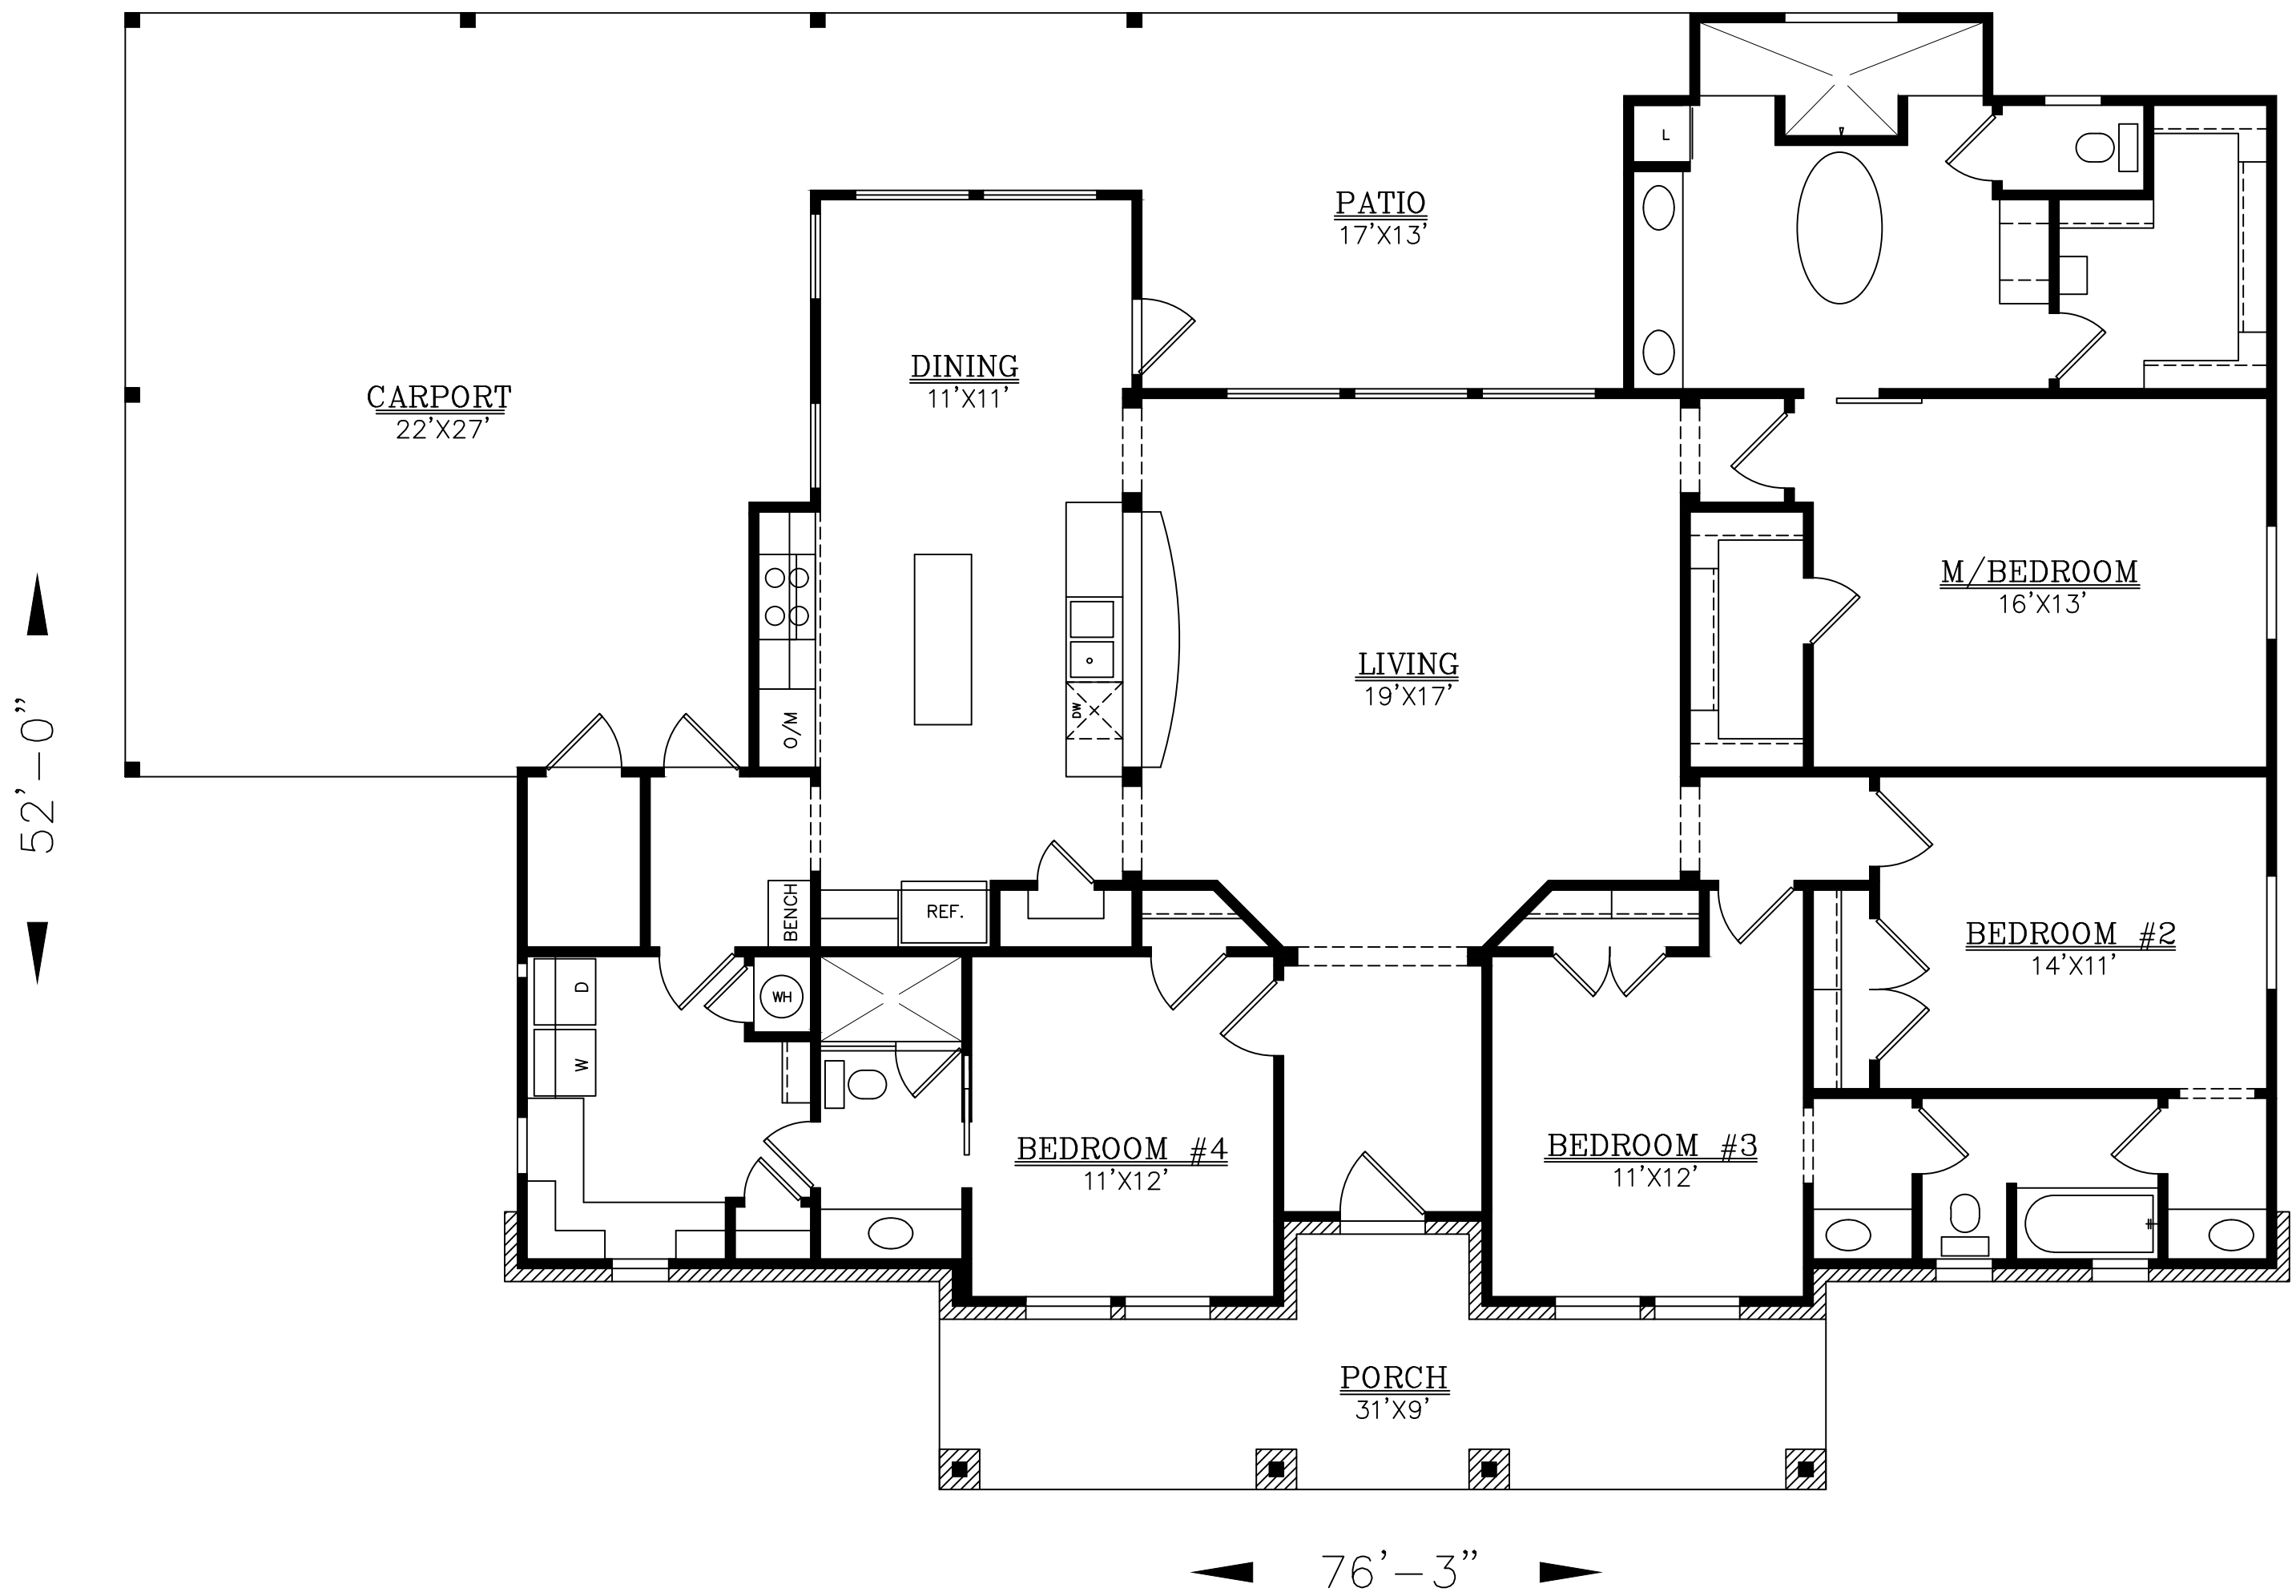 L
PATIO
17'X13'
DINING
11'X11'
CARPORT
22'X27'
M/BEDROOM
16'X13'
LIVING
19'X17'
DW
O/M
52'-0"
BENCH
REF.
BEDROOM #2
14'X11'
D
WH
W
BEDROOM #4
11'X12'
BEDROOM #3
11'X12'
PORCH
31'X9'
76'-3"